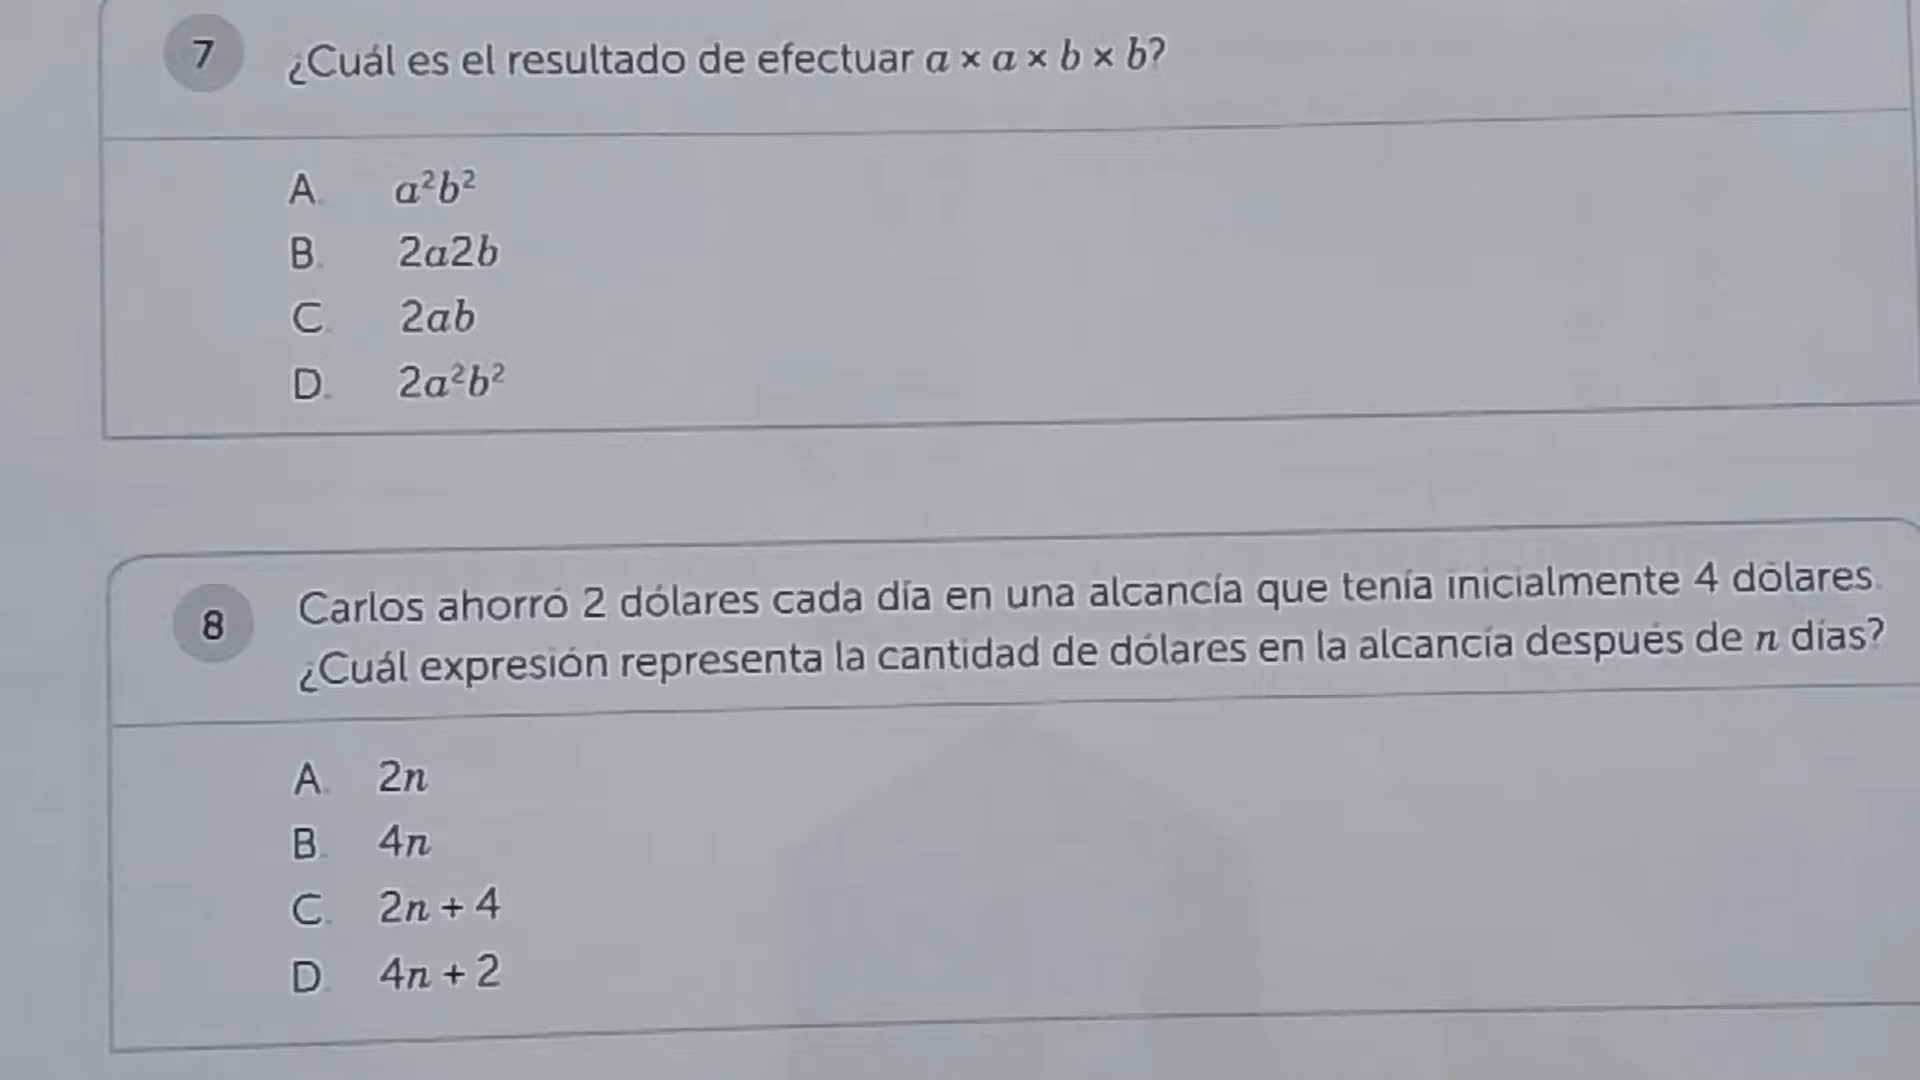 7 ¿Cuál es el resultado de efectuar a × a × b × b?
A. a²b²
B. 2a2b
C. 2ab
D. 2a²b²
8 Carlos ahorró 2 dólares cada día en una alcancía que tenía inicialmente 4 dólares.
¿Cuál expresión representa la cantidad de dólares en la alcancía después de n días?
A. 2n
B. 4n
C. 2n + 4
D. 4n + 2